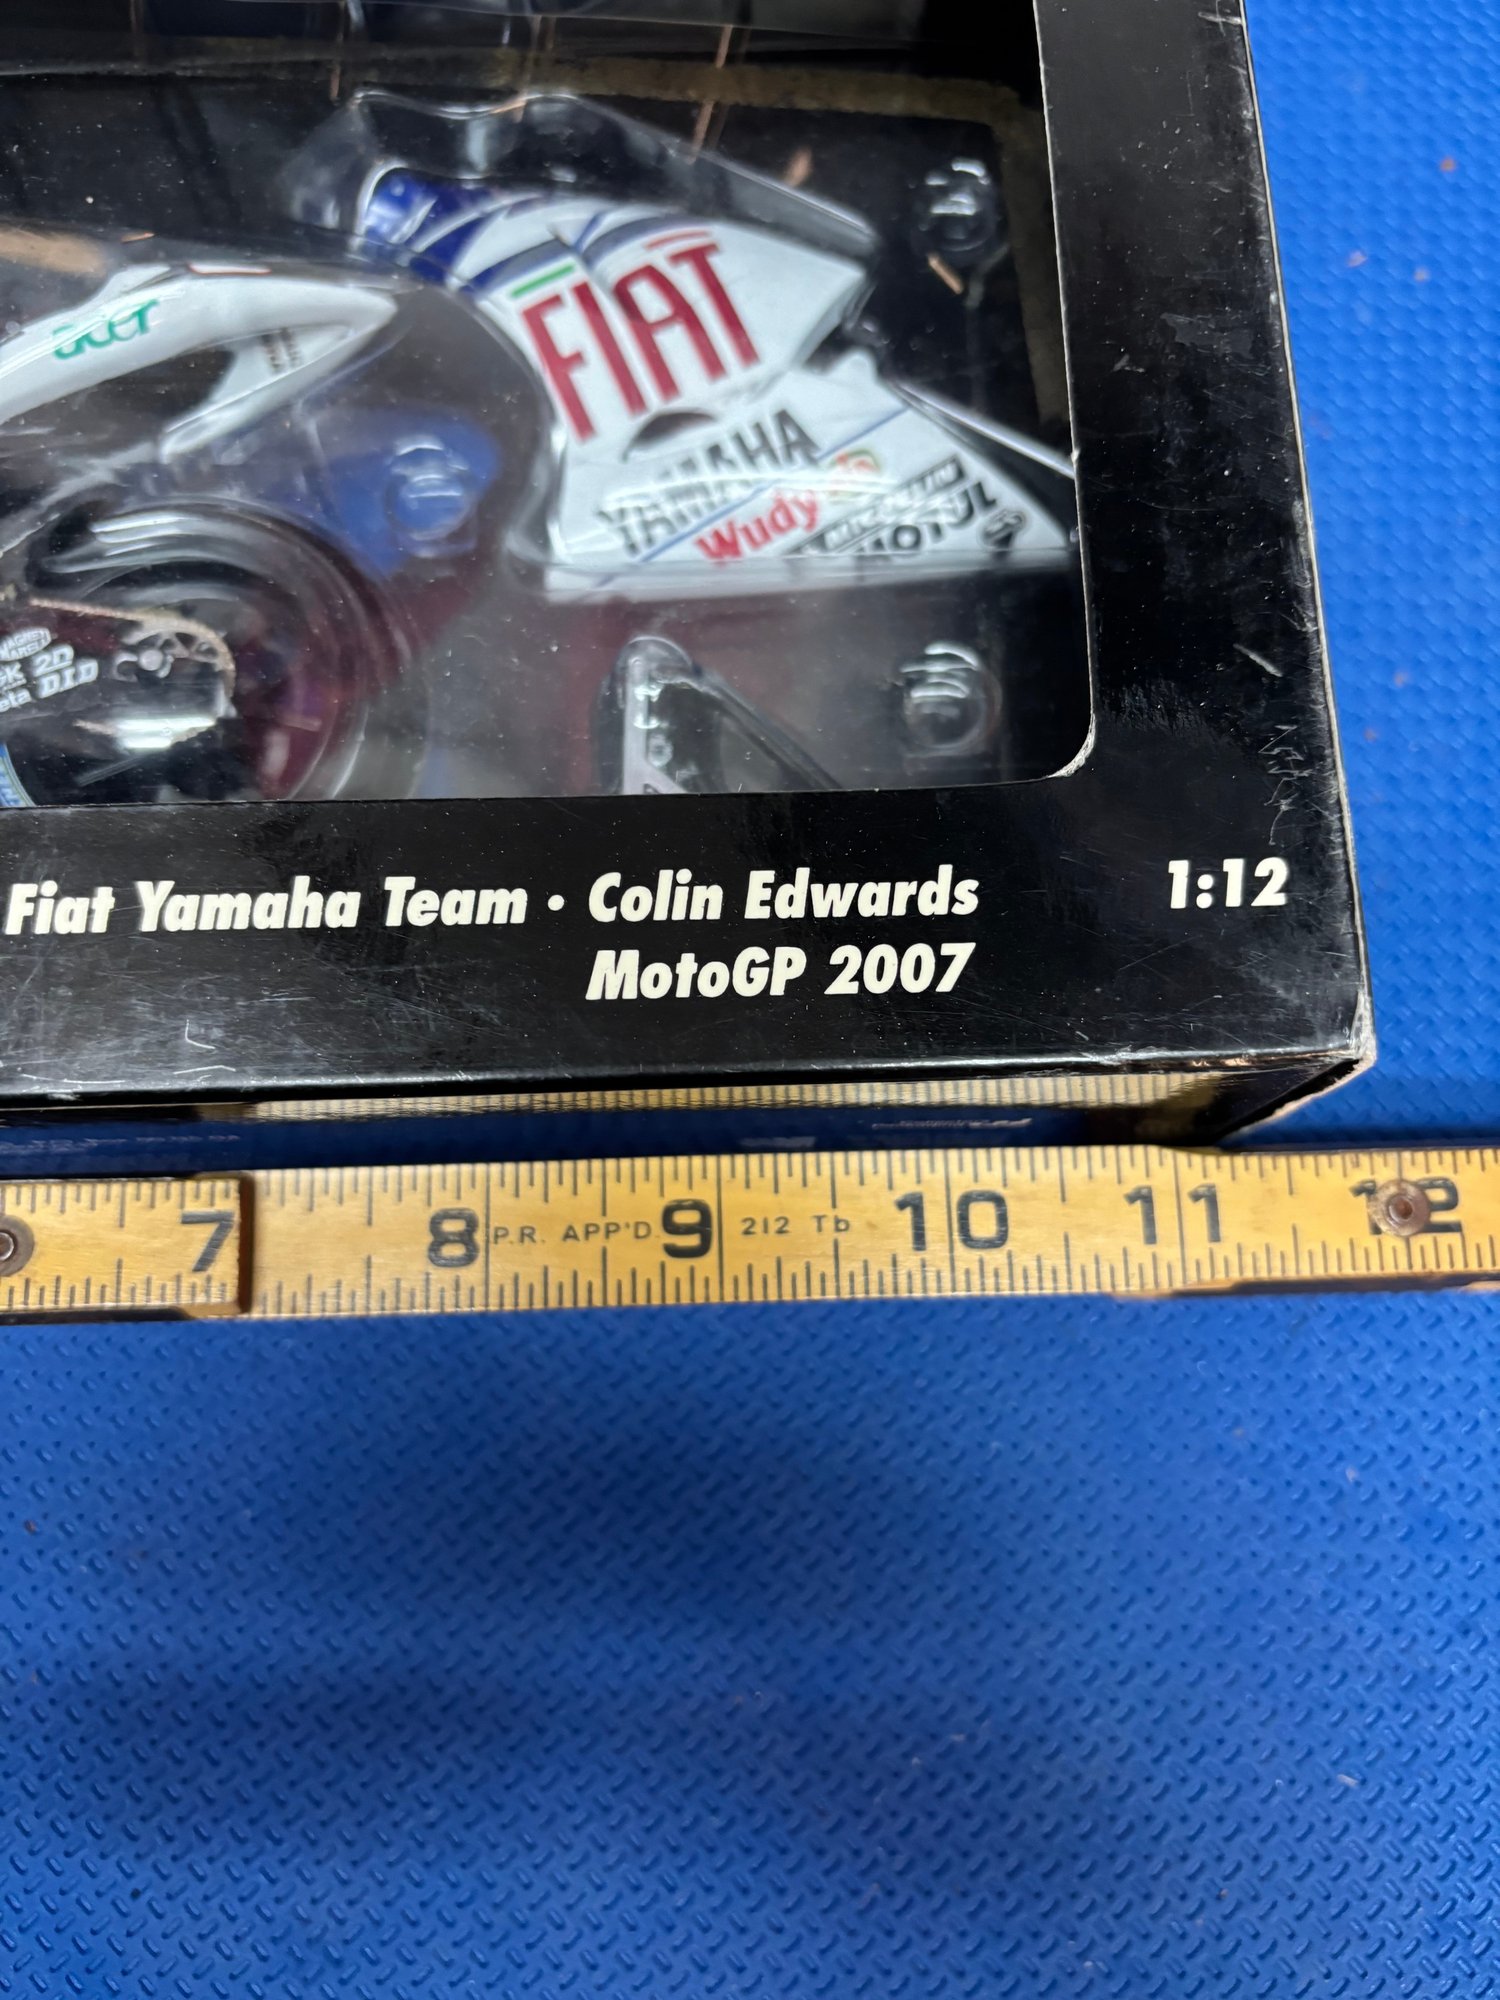 acer
FIAT
YAMAHA
Wudy
MOTUL
2D
D.I.D
Fiat Yamaha Team • Colin Edwards
MotoGP 2007
1:12
7 8 P.R. APP'D. 9 212 Tb 10 11 12